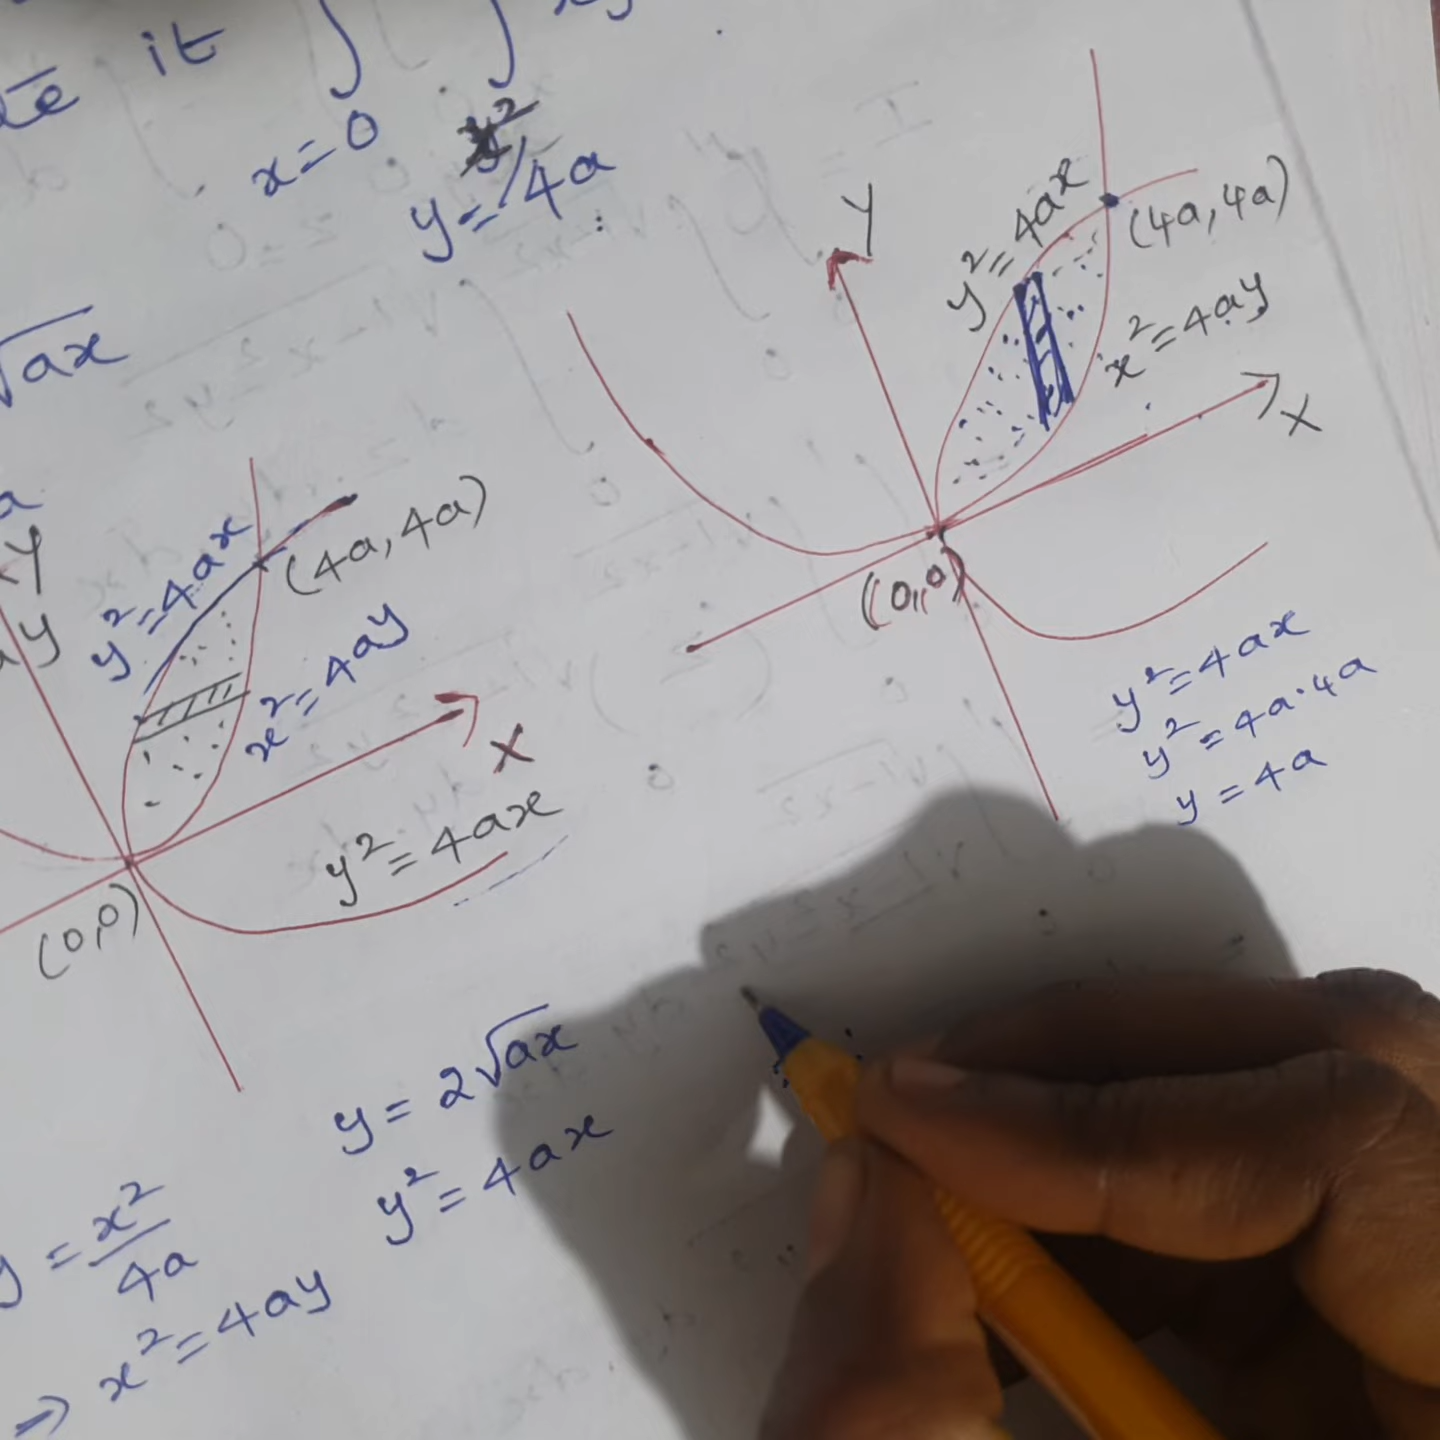 it ∫ ∫
x=0
y=x²/4a
√ax
Y
y²=4ax
(4a,4a)
x²=4ay
X
(0,0)
y²=4ax
y²=4a·4a
y=4a
Y
y
y²=4ax
(4a,4a)
x²=4ay
X
y²=4ax
(0,0)
y=2√ax
y²=4ax
y=x²/4a
⇒ x²=4ay